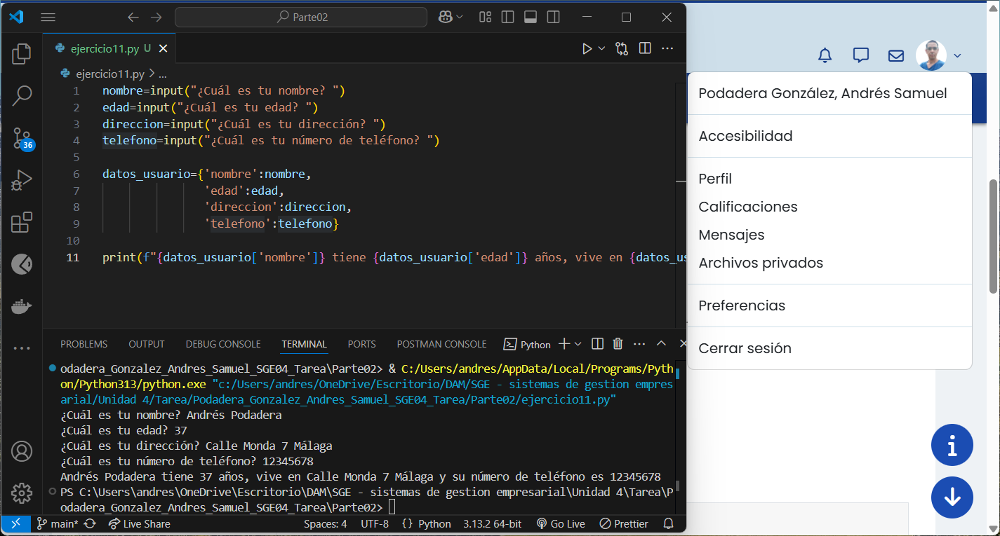 Parte02
ejercicio11.py U
ejercicio11.py > ...
1 nombre=input("¿Cuál es tu nombre? ")
2 edad=input("¿Cuál es tu edad? ")
3 direccion=input("¿Cuál es tu dirección? ")
4 telefono=input("¿Cuál es tu número de teléfono? ")
5
6 datos_usuario={'nombre':nombre,
7 'edad':edad,
8 'direccion':direccion,
9 'telefono':telefono}
10
11 print(f"{datos_usuario['nombre']} tiene {datos_usuario['edad']} años, vive en {datos_us
36
PROBLEMS OUTPUT DEBUG CONSOLE TERMINAL PORTS POSTMAN CONSOLE Python
odadera_Gonzalez_Andres_Samuel_SGE04_Tarea\Parte02> & C:/Users/andres/AppData/Local/Programs/Pyth
on/Python313/python.exe "c:/Users/andres/OneDrive/Escritorio/DAM/SGE - sistemas de gestion empres
arial/Unidad 4/Tarea/Podadera_Gonzalez_Andres_Samuel_SGE04_Tarea/Parte02/ejercicio11.py"
¿Cuál es tu nombre? Andrés Podadera
¿Cuál es tu edad? 37
¿Cuál es tu dirección? Calle Monda 7 Málaga
¿Cuál es tu número de teléfono? 12345678
Andrés Podadera tiene 37 años, vive en Calle Monda 7 Málaga y su número de teléfono es 12345678
PS C:\Users\andres\OneDrive\Escritorio\DAM\SGE - sistemas de gestion empresarial\Unidad 4\Tarea\P
odadera_Gonzalez_Andres_Samuel_SGE04_Tarea\Parte02>
main* Live Share Spaces: 4 UTF-8 {} Python 3.13.2 64-bit Go Live Prettier
Podadera González, Andrés Samuel
Accesibilidad
Perfil
Calificaciones
Mensajes
Archivos privados
Preferencias
Cerrar sesión